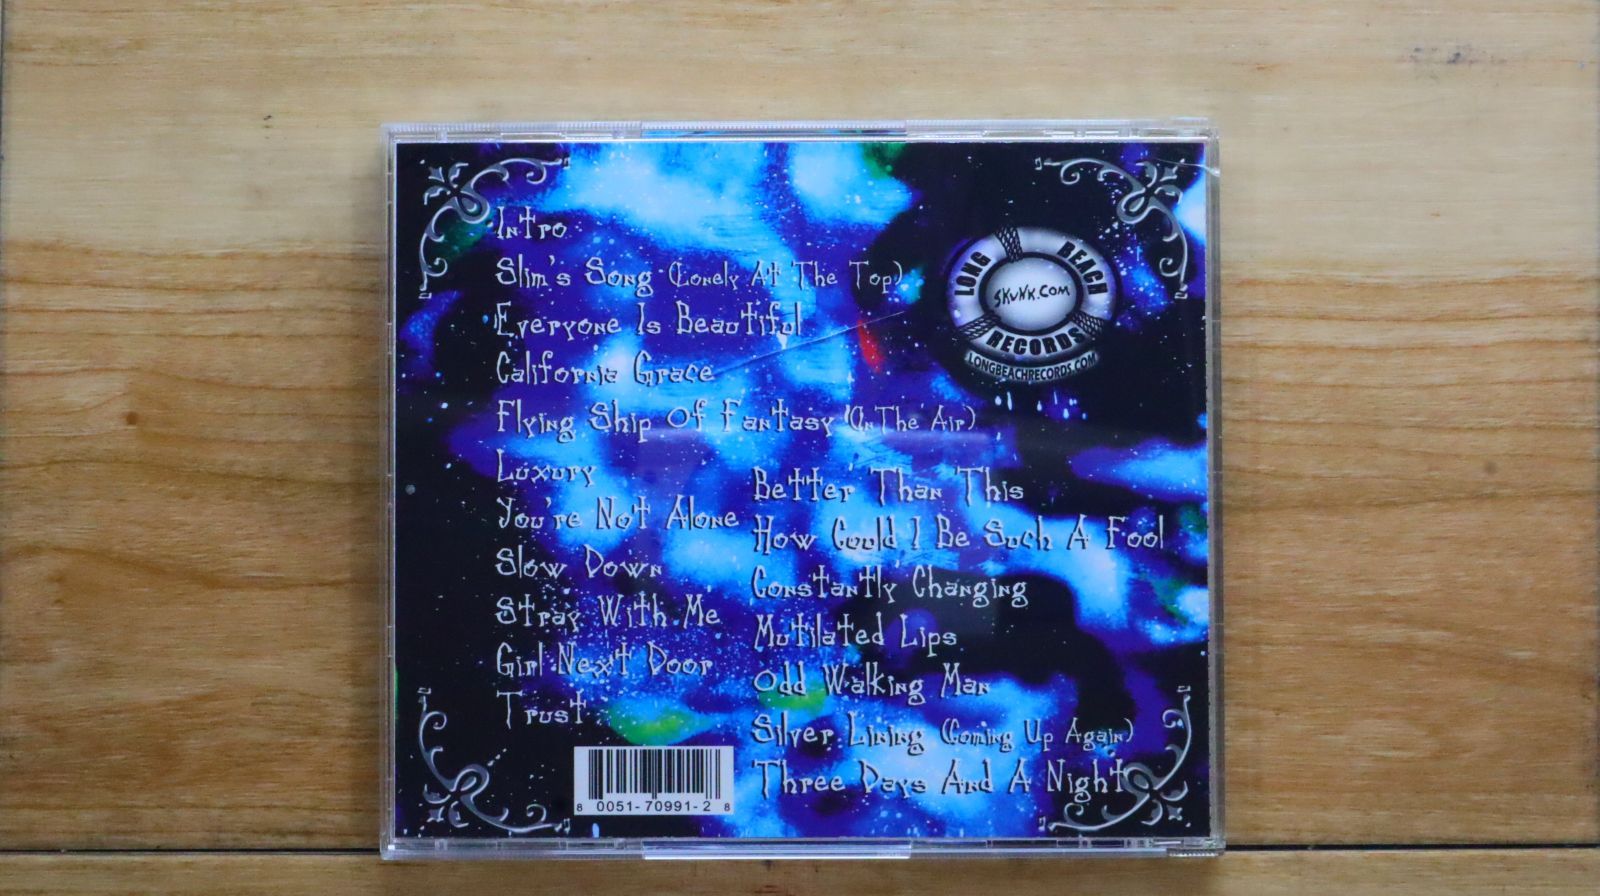 Intro
Slim's Song (Lonely At The Top)
Everyone Is Beautiful
California Grace
Flying Ship Of Fantasy (In The Air)
Luxury
You're Not Alone
Slow Down
Stray With Me
Girl Next Door
Trust
Better Than This
How Could I Be Such A Fool
Constantly Changing
Mutilated Lips
Odd Walking Man
Silver Lining (Coming Up Again)
Three Days And A Night
LONG BEACH
SKUNK.COM
RECORDS
LONGBEACHRECORDS.COM
8 0051-70991-2 8